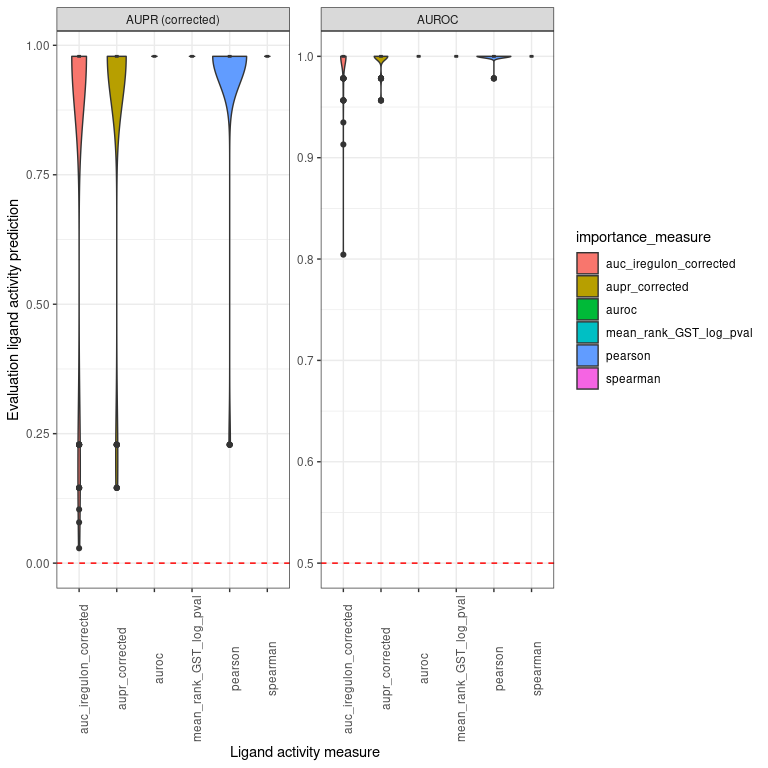 AUPR (corrected)
AUROC
1.00
0.75
0.50
0.25
0.00
1.0
0.9
0.8
0.7
0.6
0.5
Evaluation ligand activity prediction
auc_iregulon_corrected
aupr_corrected
auroc
mean_rank_GST_log_pval
pearson
spearman
auc_iregulon_corrected
aupr_corrected
auroc
mean_rank_GST_log_pval
pearson
spearman
Ligand activity measure
importance_measure
auc_iregulon_corrected
aupr_corrected
auroc
mean_rank_GST_log_pval
pearson
spearman